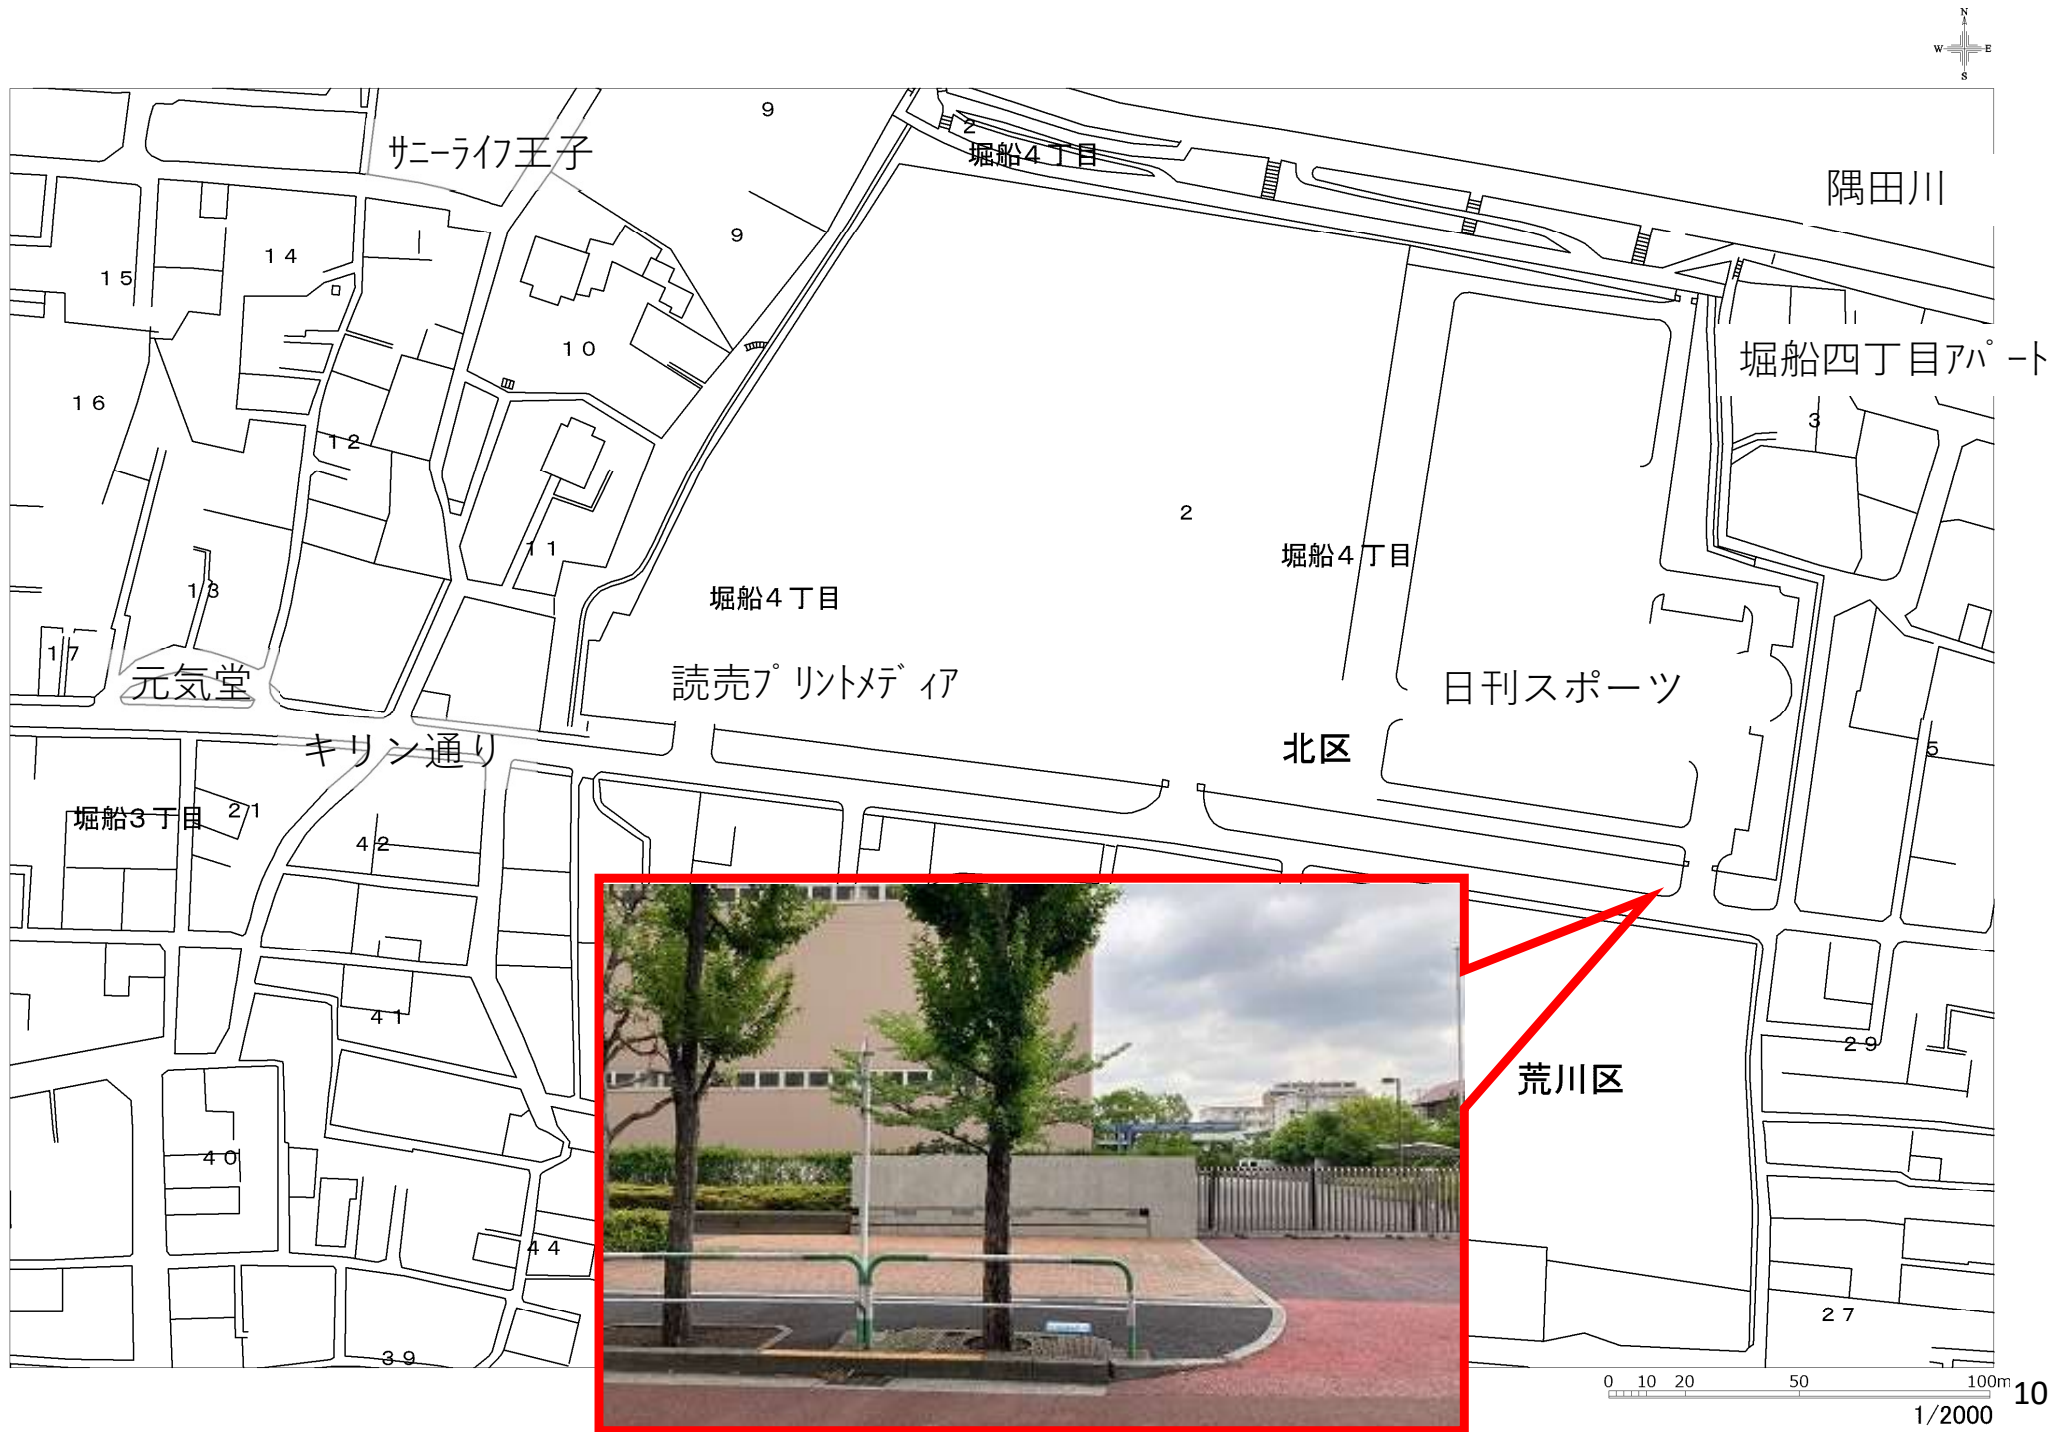 N
W E
S
9
サニーライフ王子
2
堀船４丁目
隅田川
9
14
15
10
堀船四丁目アパート
16
3
12
2
11
堀船４丁目
13
堀船４丁目
17
元気堂
読売プリントメディア
日刊スポーツ
キリン通り
北区
5
堀船３丁目
21
42
41
荒川区
29
40
44
27
39
0 10 20 50 100m
1/2000
10